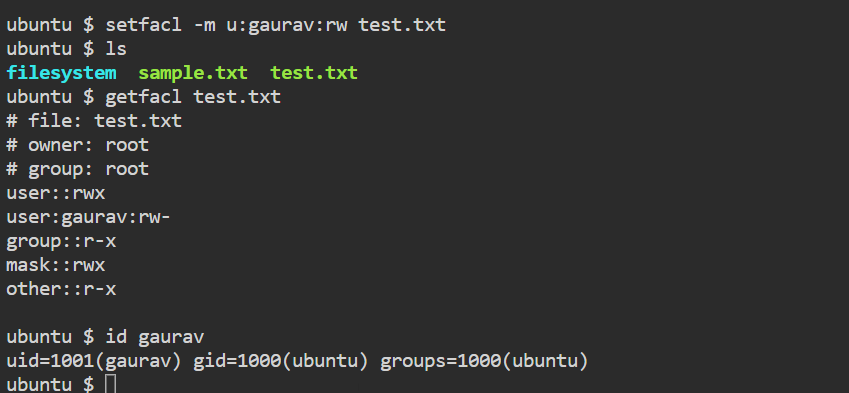 ubuntu $ setfacl -m u:gaurav:rw test.txt
ubuntu $ ls
filesystem  sample.txt  test.txt
ubuntu $ getfacl test.txt
# file: test.txt
# owner: root
# group: root
user::rwx
user:gaurav:rw-
group::r-x
mask::rwx
other::r-x
ubuntu $ id gaurav
uid=1001(gaurav) gid=1000(ubuntu) groups=1000(ubuntu)
ubuntu $